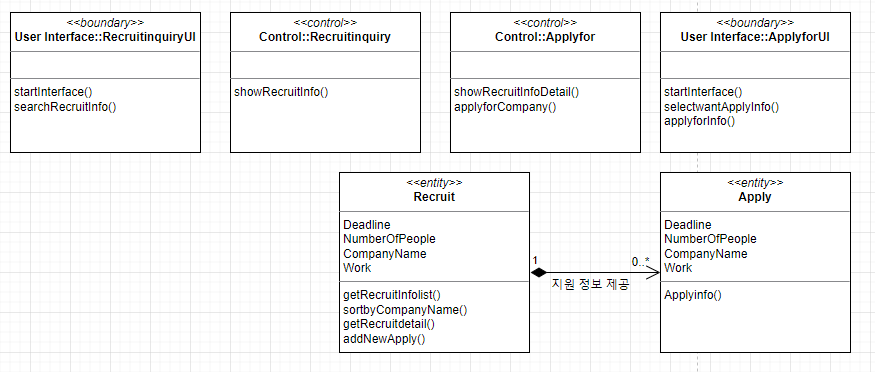 <<boundary>>
User Interface::RecruitinquiryUI
startInterface()
searchRecruitInfo()
<<control>>
Control::Recruitinquiry
showRecruitInfo()
<<control>>
Control::Applyfor
showRecruitInfoDetail()
applyforCompany()
<<boundary>>
User Interface::ApplyforUI
startInterface()
selectwantApplyInfo()
applyforInfo()
<<entity>>
Recruit
Deadline
NumberOfPeople
CompanyName
Work
getRecruitInfolist()
sortbyCompanyName()
getRecruitdetail()
addNewApply()
1
0..*
지원 정보 제공
<<entity>>
Apply
Deadline
NumberOfPeople
CompanyName
Work
Applyinfo()